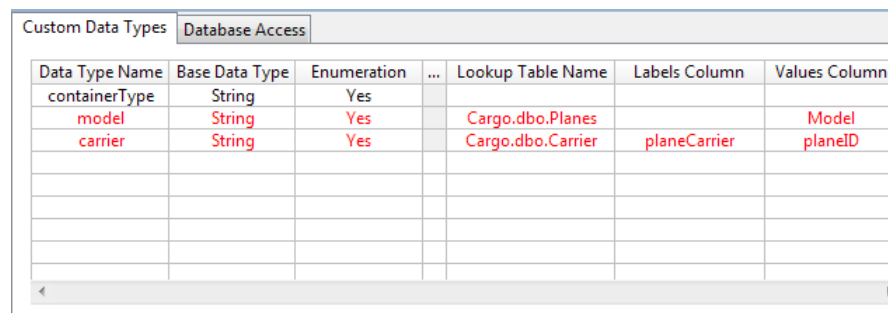 Custom Data Types Database Access
Data Type Name Base Data Type Enumeration ... Lookup Table Name Labels Column Values Column
containerType String Yes
model String Yes Cargo.dbo.Planes Model
carrier String Yes Cargo.dbo.Carrier planeCarrier planeID